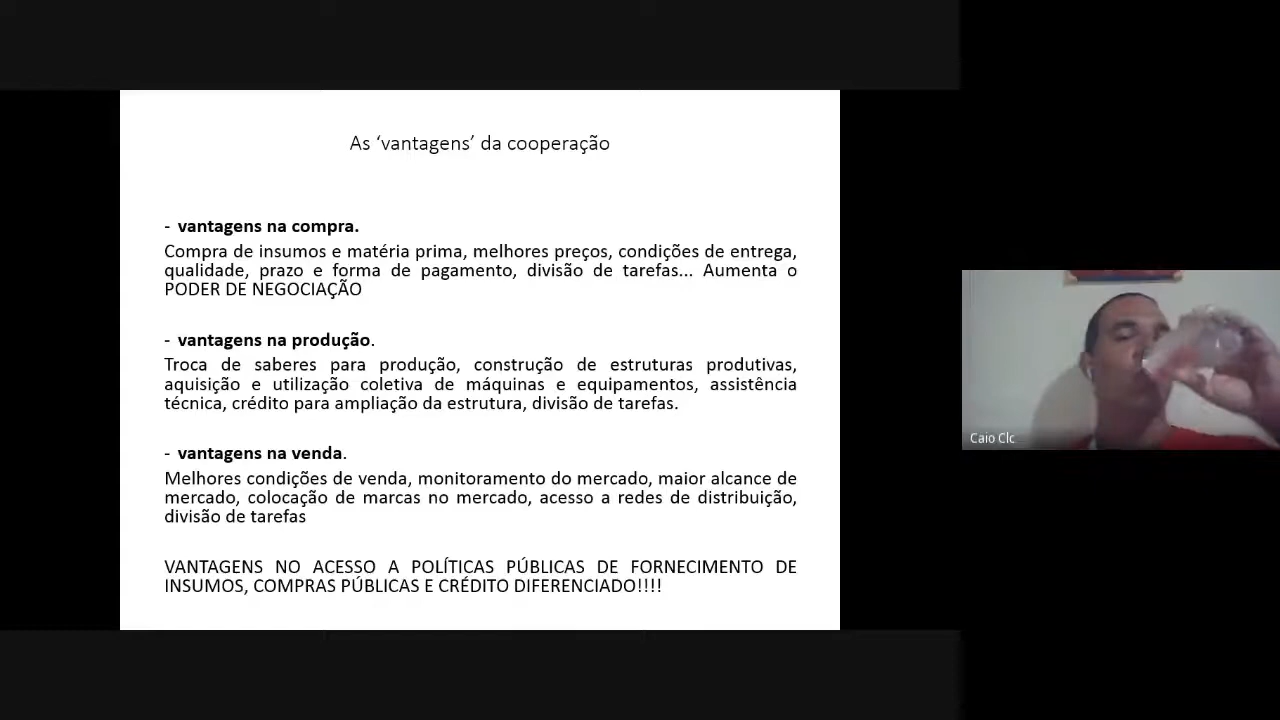 As ‘vantagens’ da cooperação
- vantagens na compra.
Compra de insumos e matéria prima, melhores preços, condições de entrega,
qualidade, prazo e forma de pagamento, divisão de tarefas... Aumenta o
PODER DE NEGOCIAÇÃO
- vantagens na produção.
Troca de saberes para produção, construção de estruturas produtivas,
aquisição e utilização coletiva de máquinas e equipamentos, assistência
técnica, crédito para ampliação da estrutura, divisão de tarefas.
- vantagens na venda.
Melhores condições de venda, monitoramento do mercado, maior alcance de
mercado, colocação de marcas no mercado, acesso a redes de distribuição,
divisão de tarefas
VANTAGENS NO ACESSO A POLÍTICAS PÚBLICAS DE FORNECIMENTO DE
INSUMOS, COMPRAS PÚBLICAS E CRÉDITO DIFERENCIADO!!!!
Caio Clc